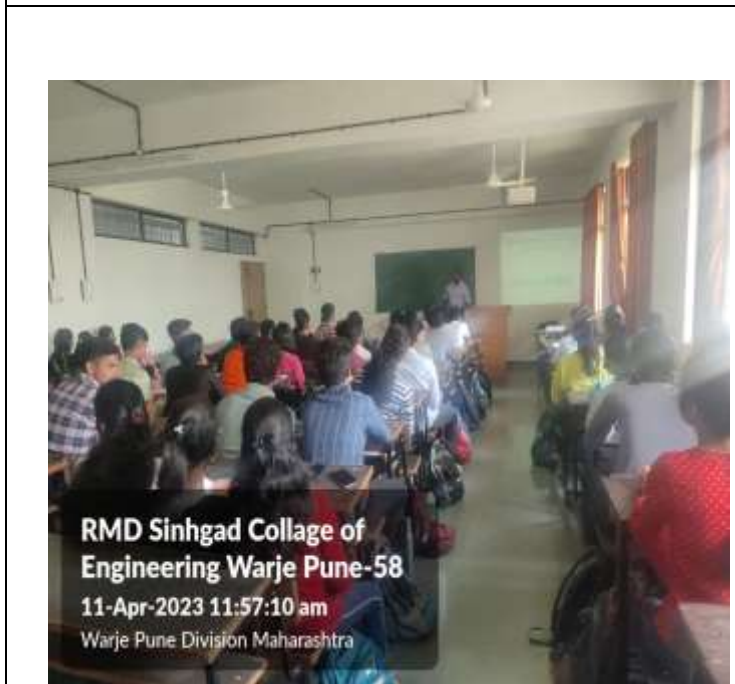 RMD Sinhgad Collage of
Engineering Warje Pune-58
11-Apr-2023 11:57:10 am
Warje Pune Division Maharashtra